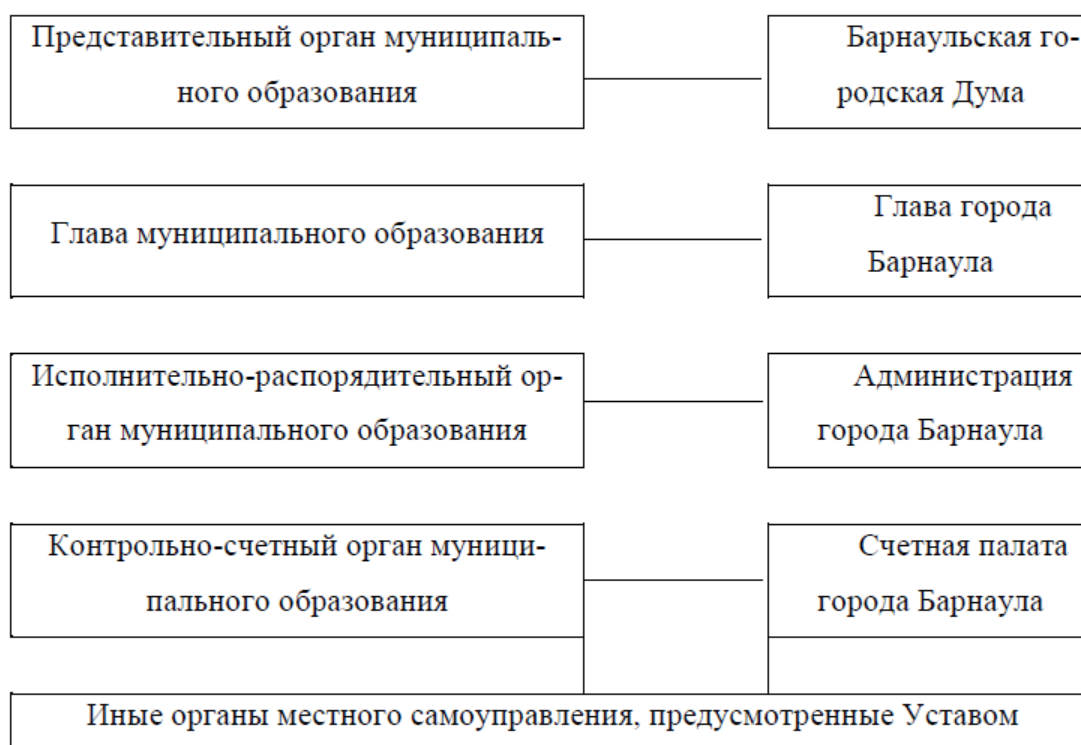 Представительный орган муниципаль-
ного образования
Барнаульская го-
родская Дума
Глава муниципального образования
Глава города
Барнаула
Исполнительно-распорядительный ор-
ган муниципального образования
Администрация
города Барнаула
Контрольно-счетный орган муници-
пального образования
Счетная палата
города Барнаула
Иные органы местного самоуправления, предусмотренные Уставом